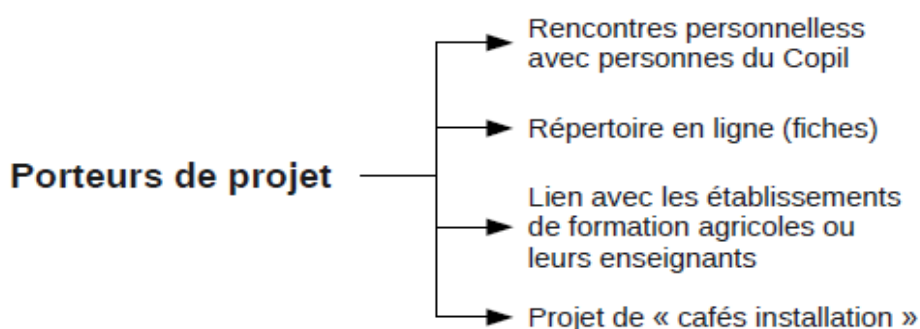 Rencontres personnelless
avec personnes du Copil
Répertoire en ligne (fiches)
Porteurs de projet
Lien avec les établissements
de formation agricoles ou
leurs enseignants
Projet de « cafés installation »